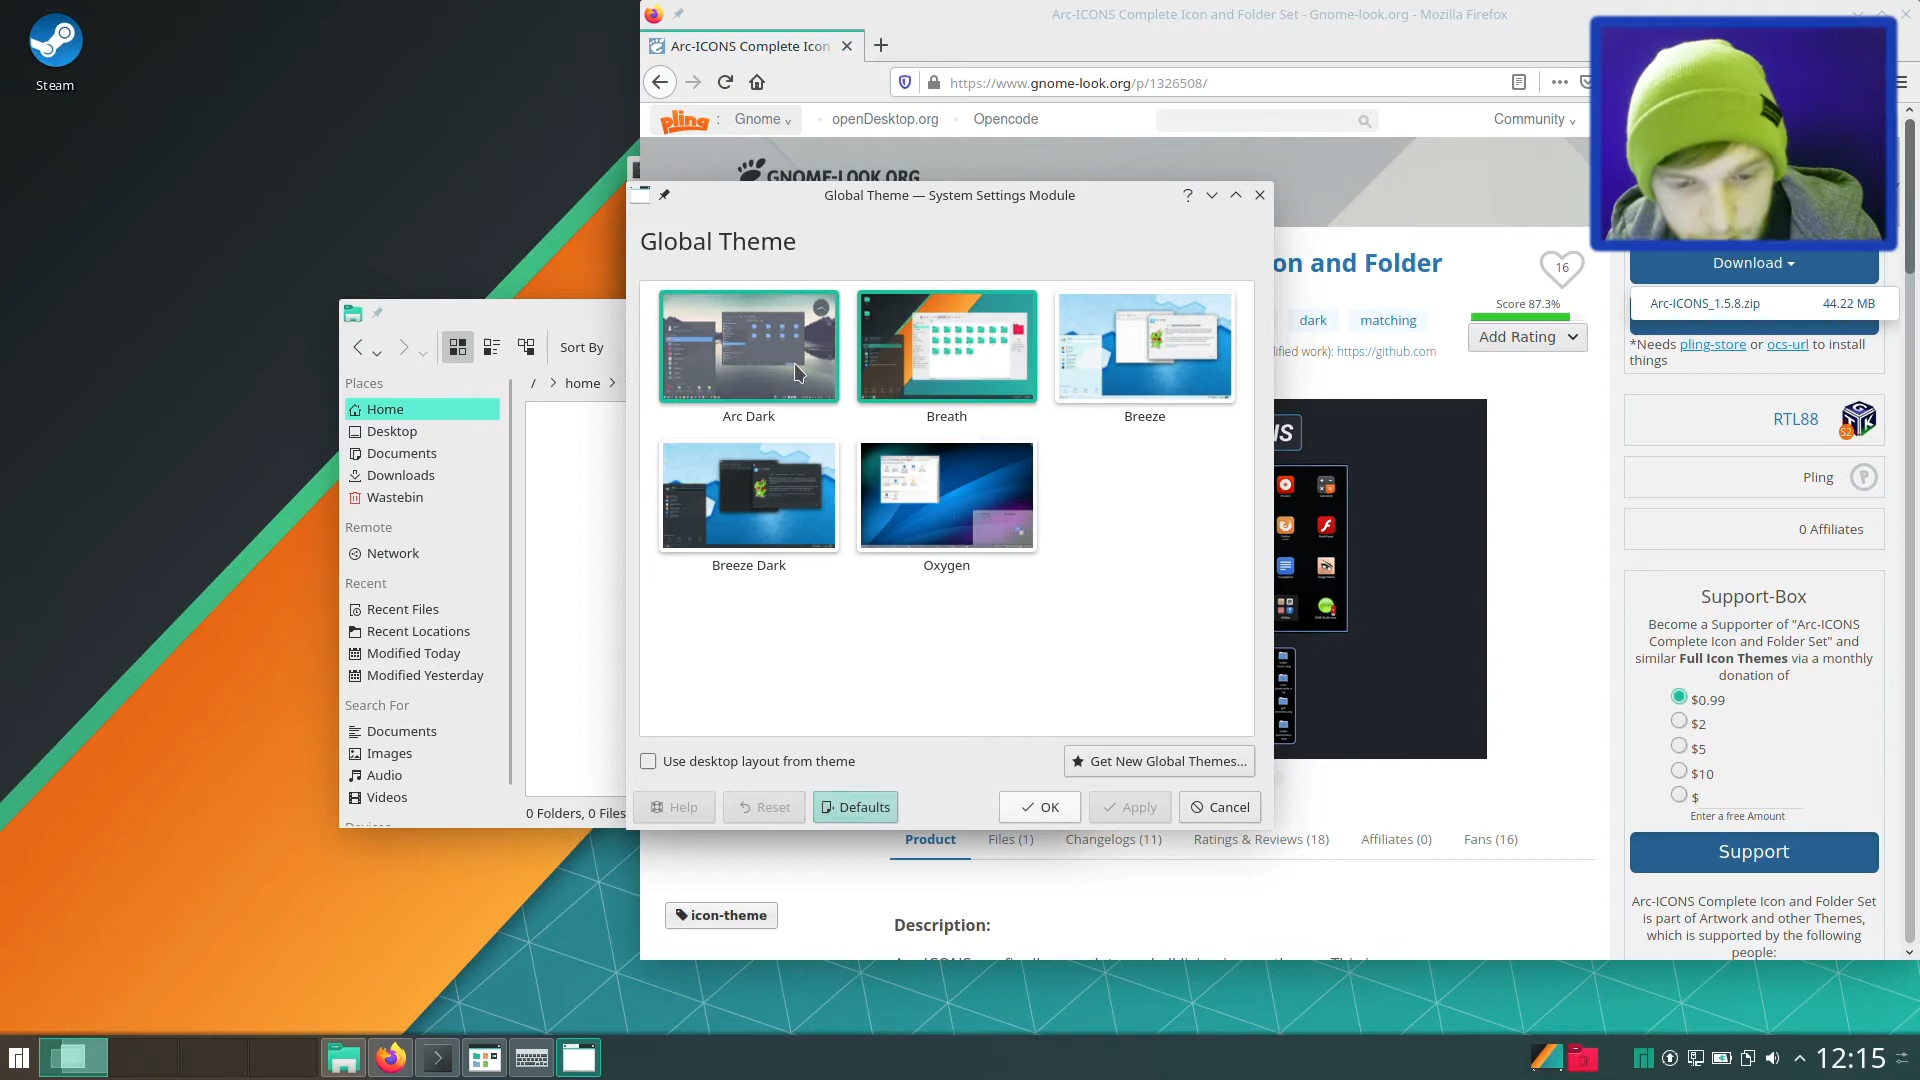 Steam
Arc-ICONS Complete Icon and Folder Set - Gnome-look.org - Mozilla Firefox
Arc-ICONS Complete Icon
https://www.gnome-look.org/p/1326508/
pling : Gnome
openDesktop.org
Opencode
Community
GNOME-LOOK.ORG
Global Theme — System Settings Module
Global Theme
Arc Dark
Breath
Breeze
Breeze Dark
Oxygen
Use desktop layout from theme
Get New Global Themes...
Help
Reset
Defaults
OK
Apply
Cancel
Sort By
Places
/ > home >
Home
Desktop
Documents
Downloads
Wastebin
Remote
Network
Recent
Recent Files
Recent Locations
Modified Today
Modified Yesterday
Search For
Documents
Images
Audio
Videos
0 Folders, 0 Files
on and Folder
16
Score 87.3%
dark
matching
Add Rating
ified work): https://github.com
Download
Arc-ICONS_1.5.8.zip 44.22 MB
*Needs pling-store or ocs-url to install
things
RTL88
Pling
0 Affiliates
Support-Box
Become a Supporter of "Arc-ICONS
Complete Icon and Folder Set" and
similar Full Icon Themes via a monthly
donation of
$0.99
$2
$5
$10
$
Enter a free Amount
Support
Arc-ICONS Complete Icon and Folder Set
is part of Artwork and other Themes,
which is supported by the following
people:
Product
Files (1)
Changelogs (11)
Ratings & Reviews (18)
Affiliates (0)
Fans (16)
icon-theme
Description:
12:15